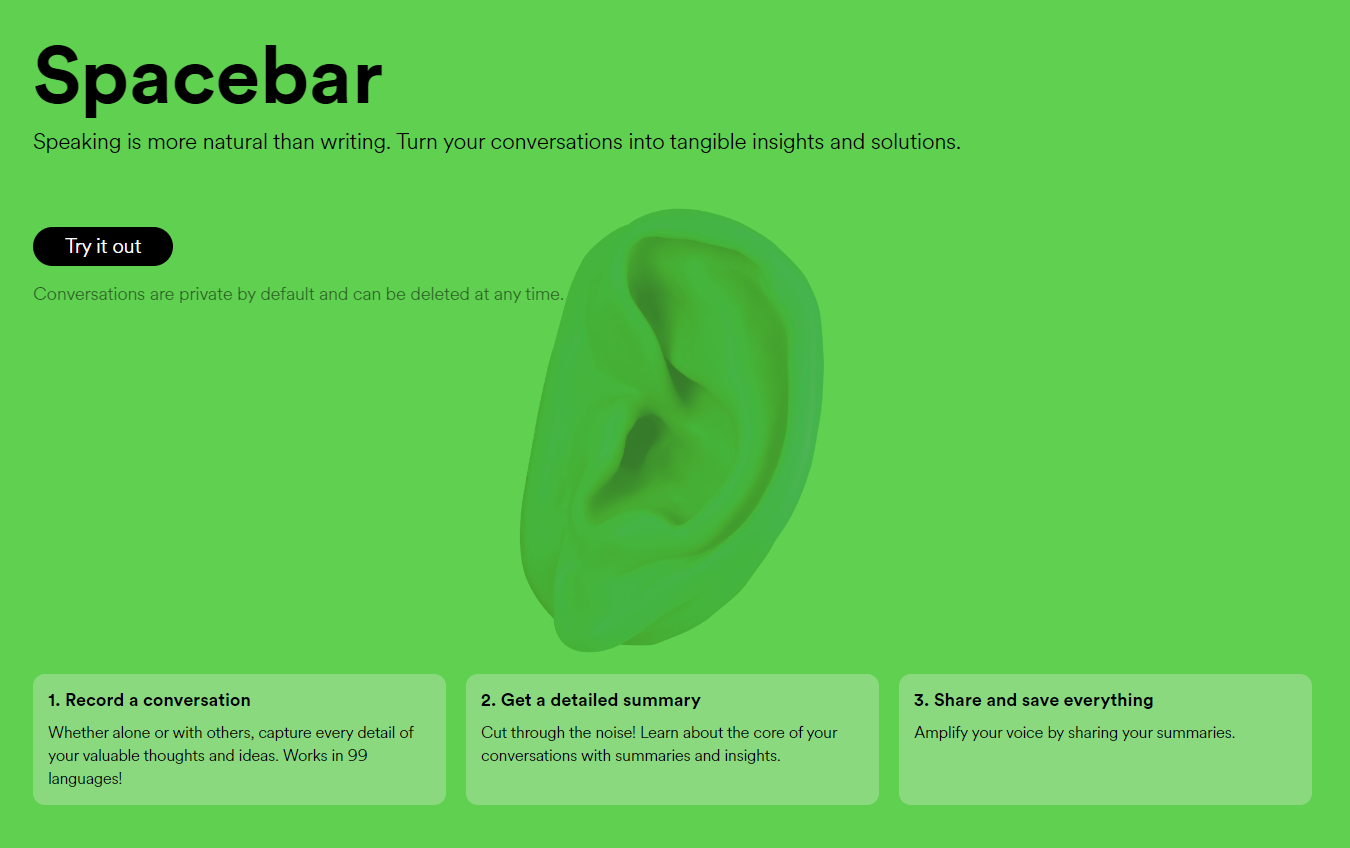 Spacebar
Speaking is more natural than writing. Turn your conversations into tangible insights and solutions.
Try it out
Conversations are private by default and can be deleted at any time.
1. Record a conversation
Whether alone or with others, capture every detail of
your valuable thoughts and ideas. Works in 99
languages!
2. Get a detailed summary
Cut through the noise! Learn about the core of your
conversations with summaries and insights.
3. Share and save everything
Amplify your voice by sharing your summaries.